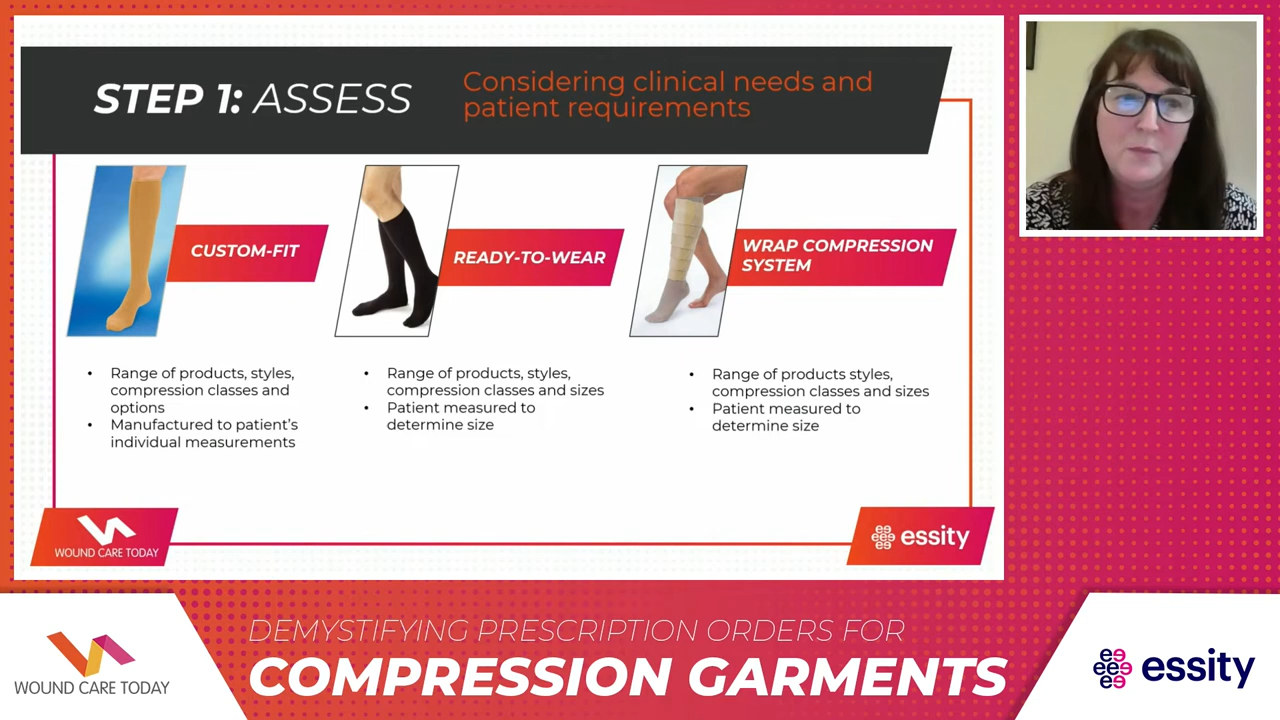 STEP 1: ASSESS
Considering clinical needs and
patient requirements
CUSTOM-FIT
READY-TO-WEAR
WRAP COMPRESSION
SYSTEM
• Range of products, styles,
compression classes and
options
• Manufactured to patient's
individual measurements
• Range of products, styles,
compression classes and sizes
• Patient measured to
determine size
• Range of products styles,
compression classes and sizes
• Patient measured to
determine size
WOUND CARE TODAY
essity
DEMYSTIFYING PRESCRIPTION ORDERS FOR
COMPRESSION GARMENTS
WOUND CARE TODAY
essity